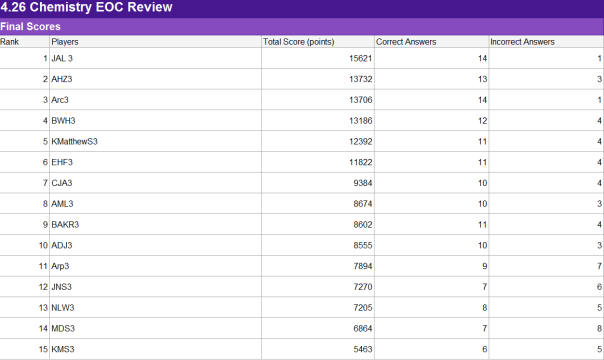 4.26 Chemistry EOC Review
Final Scores
Rank Players Total Score (points) Correct Answers Incorrect Answers
1 JAL 3 15621 14 1
2 AHZ3 13732 13 3
3 Arc3 13706 14 1
4 BWH3 13186 12 4
5 KMatthewS3 12392 11 4
6 EHF3 11822 11 4
7 CJA3 9384 10 4
8 AML3 8674 10 3
9 BAKR3 8602 11 4
10 ADJ3 8555 10 3
11 Arp3 7894 9 7
12 JNS3 7270 7 6
13 NLW3 7205 8 5
14 MDS3 6864 7 8
15 KMS3 5463 6 5